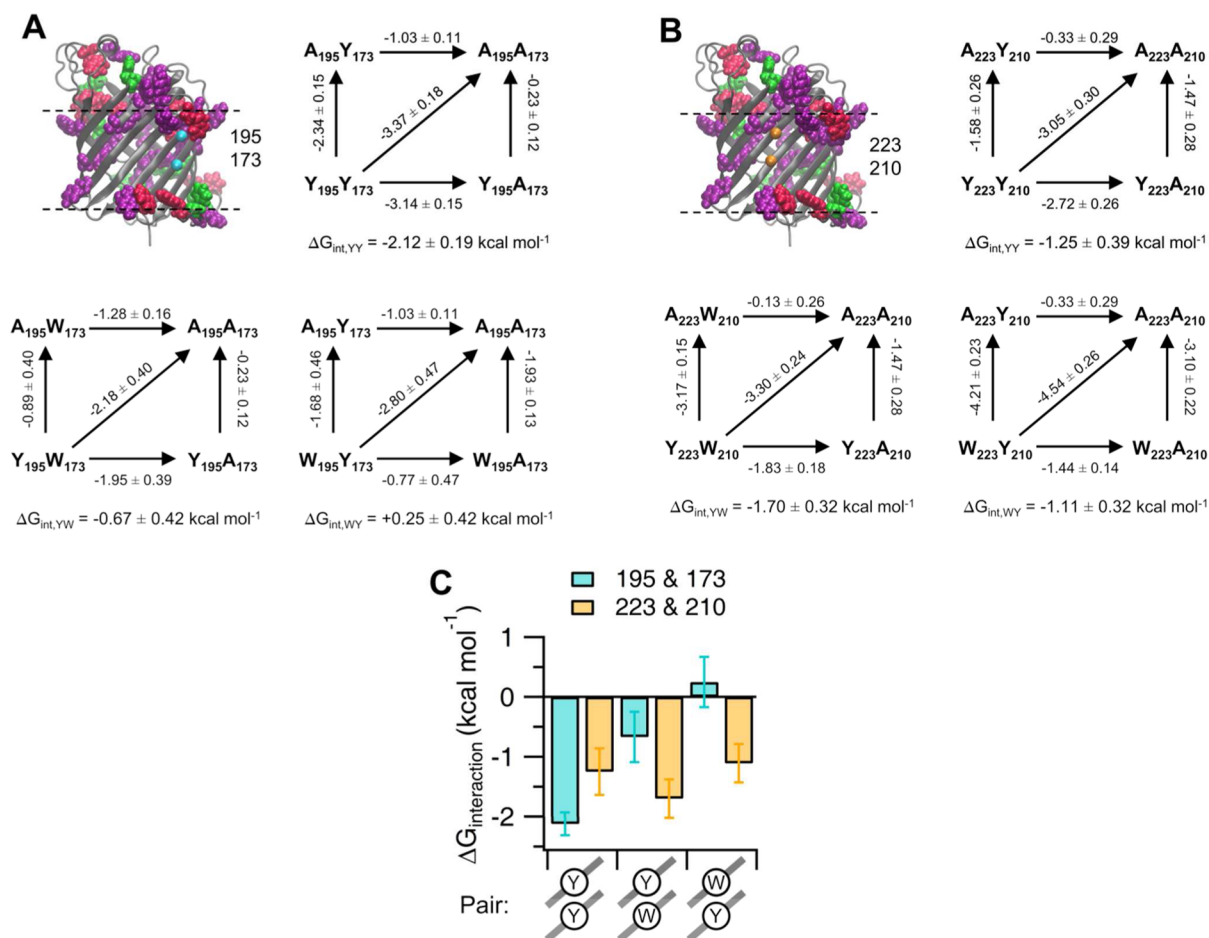 A
195
173
A195Y173
-1.03 ± 0.11
A195A173
-2.34 ± 0.15
-3.37 ± 0.18
-0.23 ± 0.12
Y195Y173
-3.14 ± 0.15
Y195A173
ΔGint,YY = -2.12 ± 0.19 kcal mol-1
A195W173
-1.28 ± 0.16
A195A173
-0.89 ± 0.40
-2.18 ± 0.40
-0.23 ± 0.12
Y195W173
-1.95 ± 0.39
Y195A173
ΔGint,YW = -0.67 ± 0.42 kcal mol-1
A195Y173
-1.03 ± 0.11
A195A173
-1.68 ± 0.46
-2.80 ± 0.47
-1.93 ± 0.13
W195Y173
-0.77 ± 0.47
W195A173
ΔGint,WY = +0.25 ± 0.42 kcal mol-1
B
223
210
A223Y210
-0.33 ± 0.29
A223A210
-1.58 ± 0.26
-3.05 ± 0.30
-1.47 ± 0.28
Y223Y210
-2.72 ± 0.26
Y223A210
ΔGint,YY = -1.25 ± 0.39 kcal mol-1
A223W210
-0.13 ± 0.26
A223A210
-3.17 ± 0.15
-3.30 ± 0.24
-1.47 ± 0.28
Y223W210
-1.83 ± 0.18
Y223A210
ΔGint,YW = -1.70 ± 0.32 kcal mol-1
A223Y210
-0.33 ± 0.29
A223A210
-4.21 ± 0.23
-4.54 ± 0.26
-3.10 ± 0.22
W223Y210
-1.44 ± 0.14
W223A210
ΔGint,WY = -1.11 ± 0.32 kcal mol-1
C
195 & 173
223 & 210
ΔGinteraction (kcal mol-1)
1
0
-1
-2
Pair:
Y Y W
Y W Y